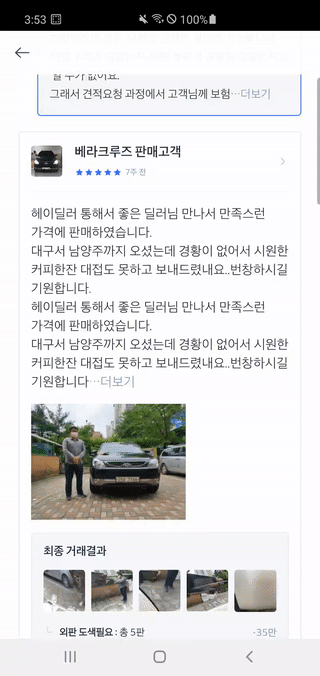 3:53
100%
릴 수가 없어요.
그래서 견적요청 과정에서 고객님께 보험…더보기
베라크루즈 판매고객
★★★★★ 7주 전
헤이딜러 통해서 좋은 딜러님 만나서 만족스런
가격에 판매하였습니다.
대구서 남양주까지 오셨는데 경황이 없어서 시원한
커피한잔 대접도 못하고 보내드렸내요..번창하시길
기원합니다.
헤이딜러 통해서 좋은 딜러님 만나서 만족스런
가격에 판매하였습니다.
대구서 남양주까지 오셨는데 경황이 없어서 시원한
커피한잔 대접도 못하고 보내드렸내요..번창하시길
기원합니다…더보기
최종 거래결과
외판 도색필요 : 총 5판
-35만